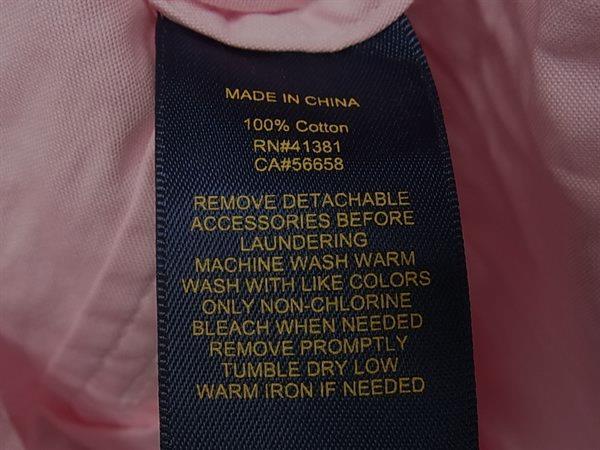 MADE IN CHINA
100% Cotton
RN#41381
CA#56658
REMOVE DETACHABLE
ACCESSORIES BEFORE
LAUNDERING
MACHINE WASH WARM
WASH WITH LIKE COLORS
ONLY NON-CHLORINE
BLEACH WHEN NEEDED
REMOVE PROMPTLY
TUMBLE DRY LOW
WARM IRON IF NEEDED